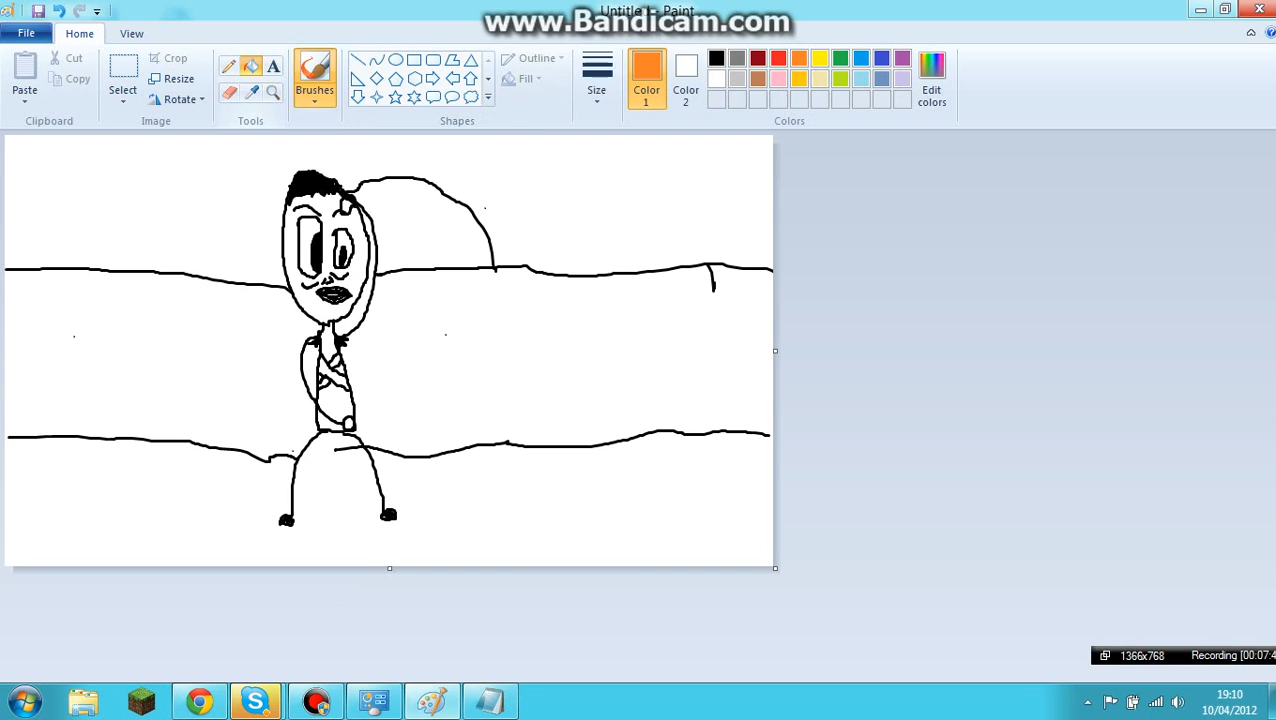 Untitled - Paint
www.Bandicam.com
File
Home
View
Paste
Cut
Copy
Clipboard
Select
Crop
Resize
Rotate
Image
A
Tools
Brushes
Outline
Fill
Shapes
Size
Color 1
Color 2
Edit colors
Colors
1366x768
Recording [00:07:4
19:10
10/04/2012